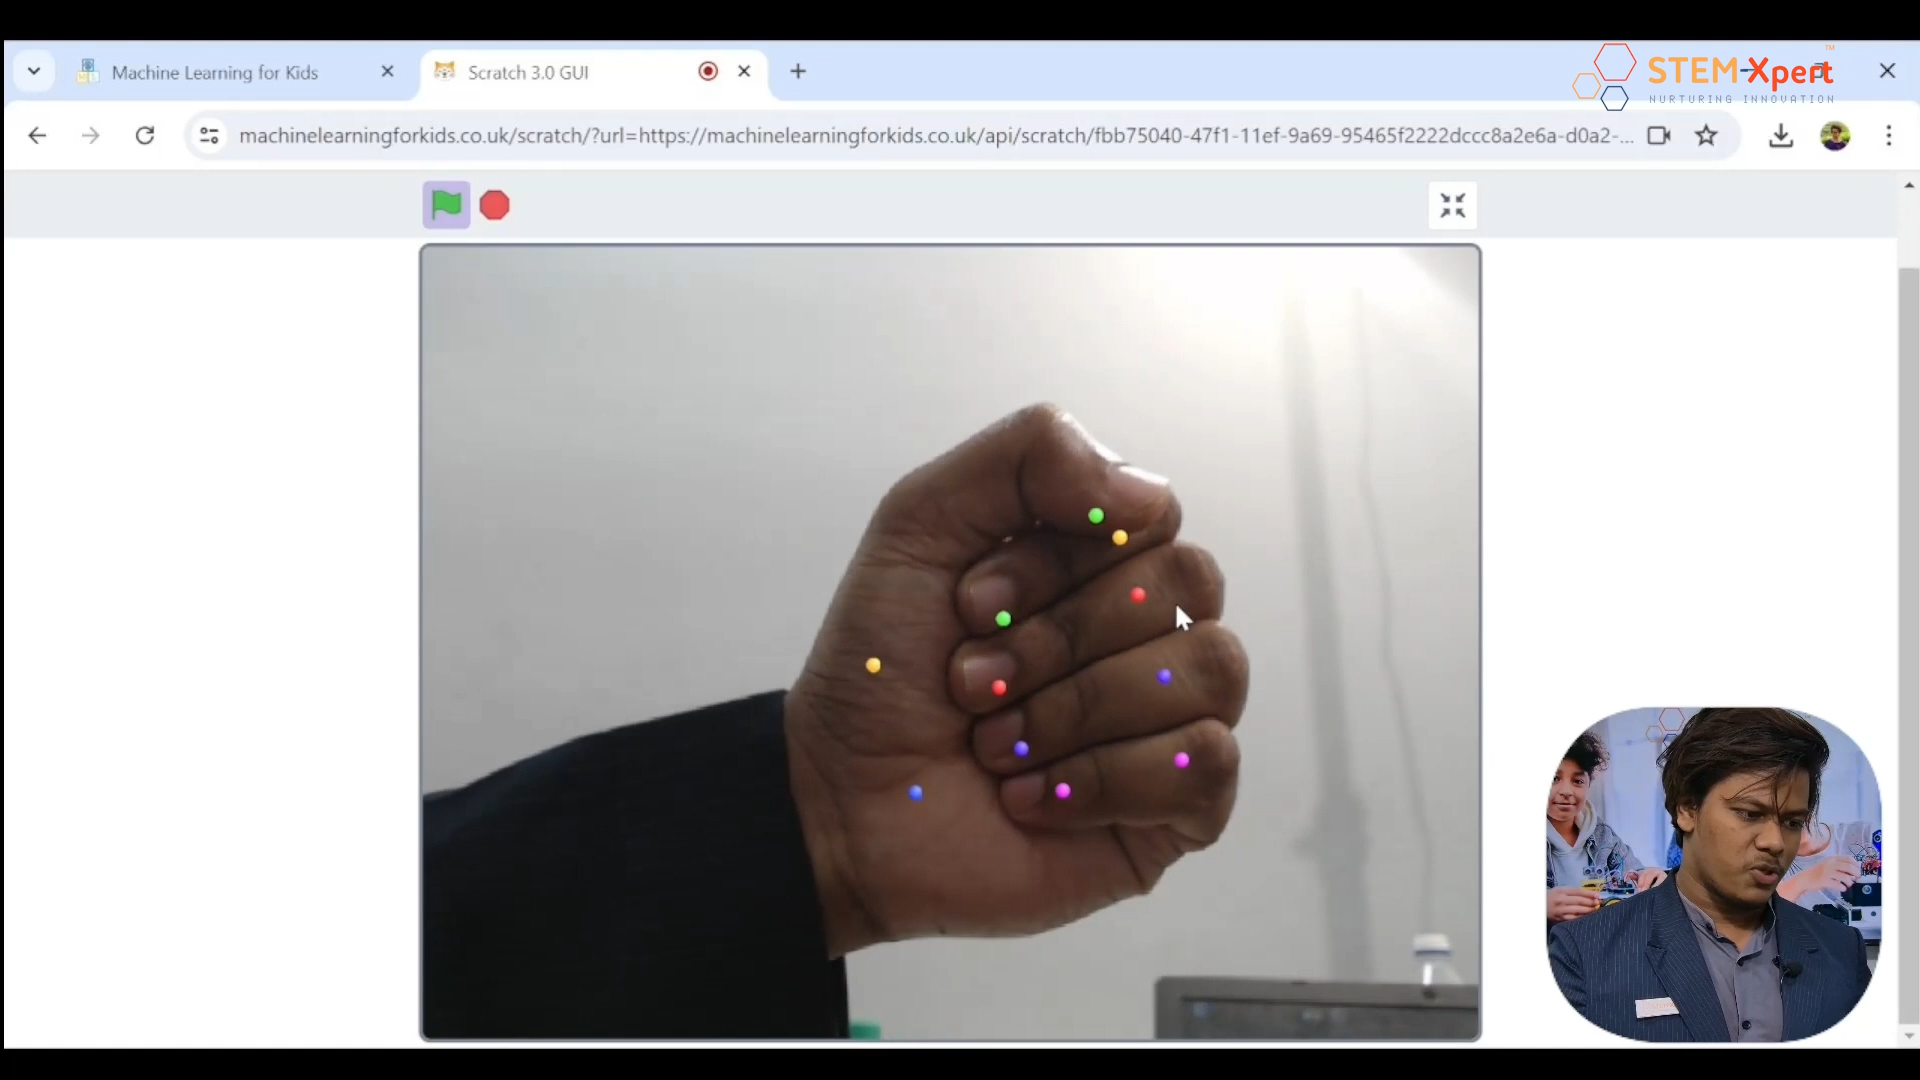 Machine Learning for Kids
Scratch 3.0 GUI
STEM-Xpert
TM
NURTURING INNOVATION
machinelearningforkids.co.uk/scratch/?url=https://machinelearningforkids.co.uk/api/scratch/fbb75040-47f1-11ef-9a69-95465f2222dccc8a2e6a-d0a2-...